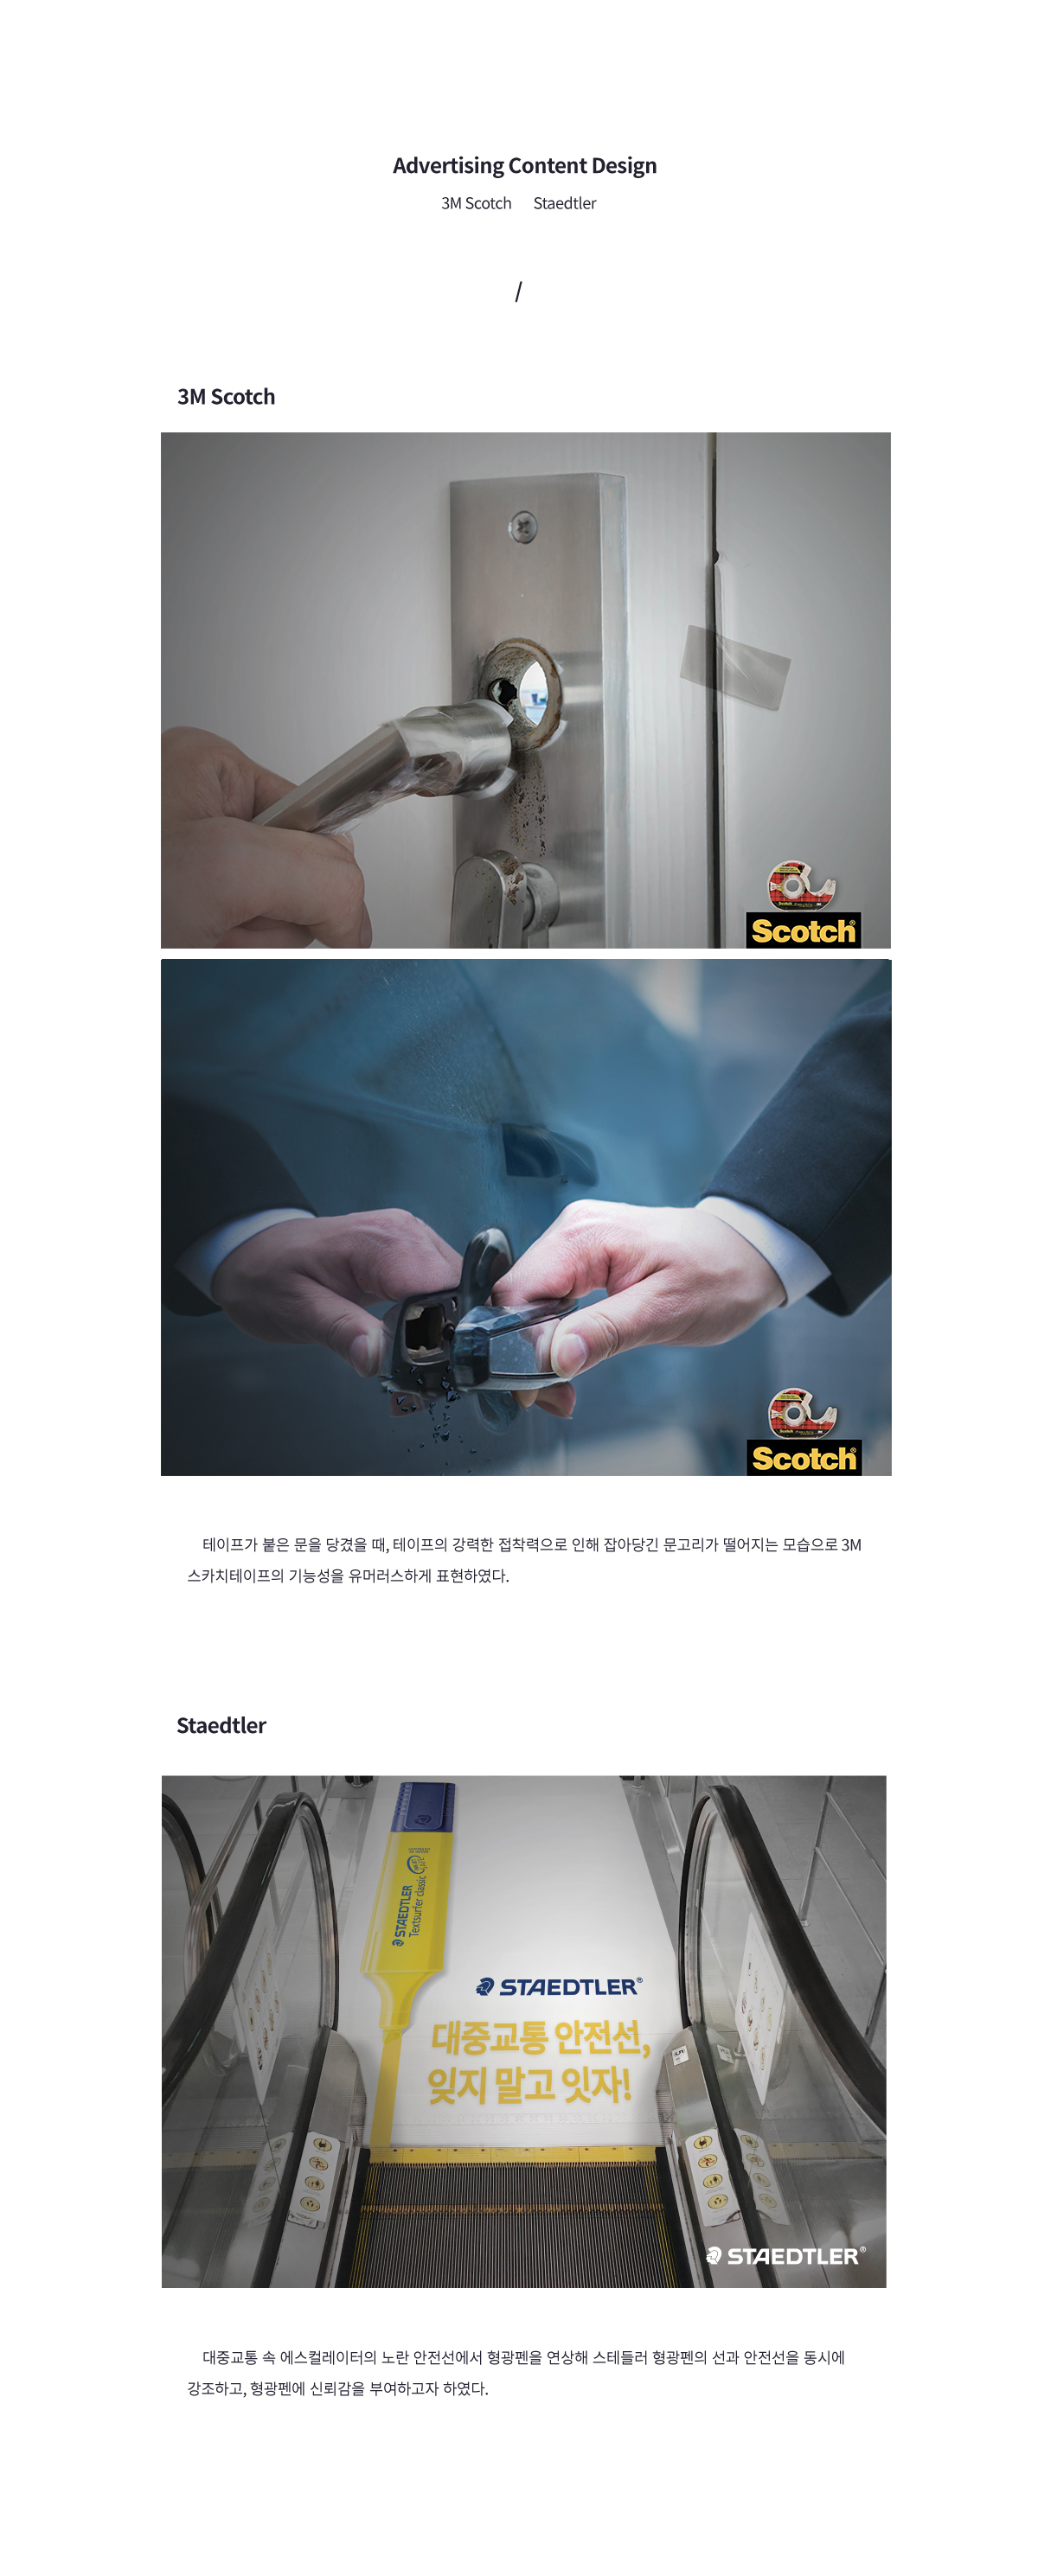 Advertising Content Design
3M Scotch Staedtler
/
3M Scotch
Scotch®
Scotch®
테이프가 붙은 문을 당겼을 때, 테이프의 강력한 접착력으로 인해 잡아당긴 문고리가 떨어지는 모습으로 3M
스카치테이프의 기능성을 유머러스하게 표현하였다.
Staedtler
STAEDTLER
Textsurfer classic
STAEDTLER®
대중교통 안전선,
잊지 말고 잇자!
STAEDTLER®
대중교통 속 에스컬레이터의 노란 안전선에서 형광펜을 연상해 스테들러 형광펜의 선과 안전선을 동시에
강조하고, 형광펜에 신뢰감을 부여하고자 하였다.